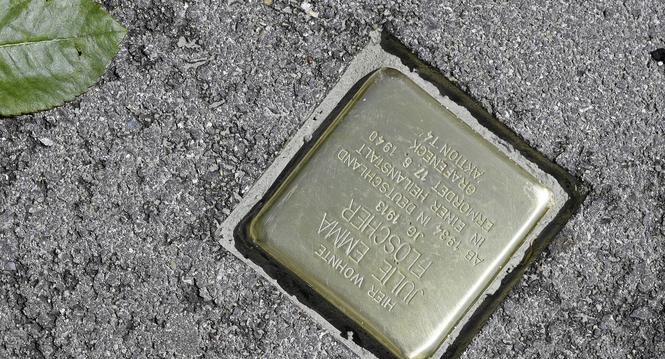 HIER WOHNTE
JULIE EMMA
FLOSCHER
JG. 1913
AB 1934 IN DEUTSCHLAND
IN EINER HEILANSTALT
ERMORDET 17. 6. 1940
GRAFENECK
AKTION T4